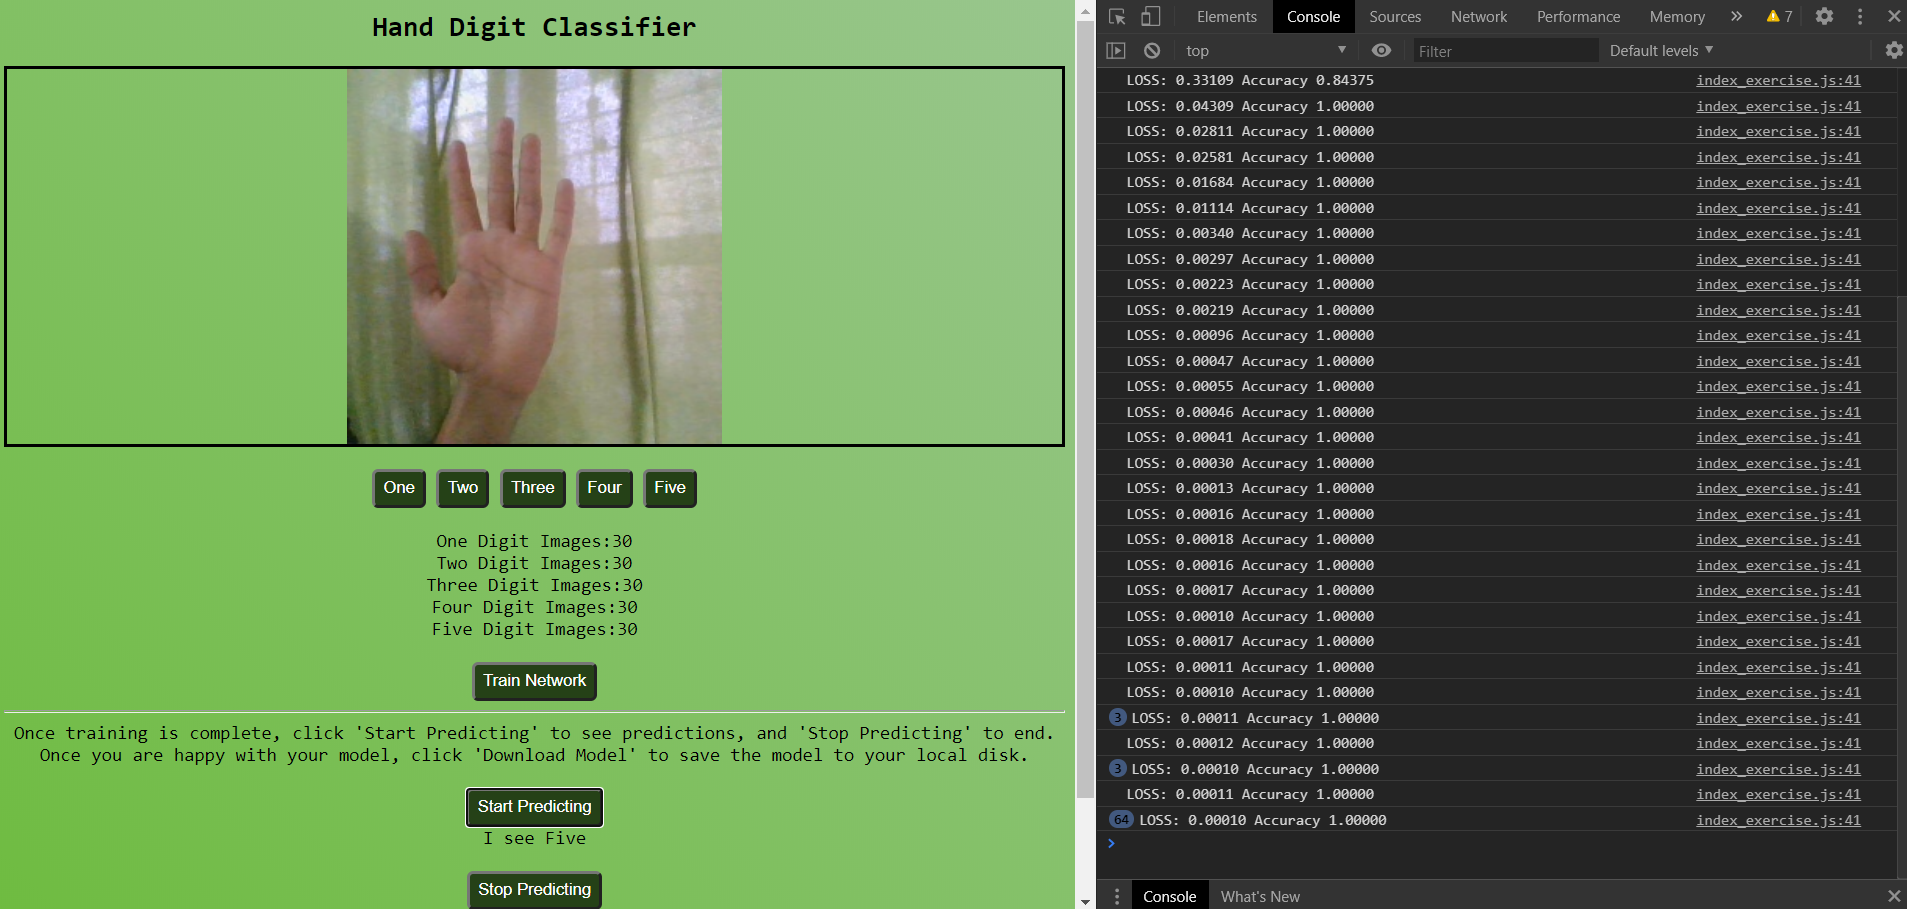 Hand Digit Classifier
One Two Three Four Five
One Digit Images:30
Two Digit Images:30
Three Digit Images:30
Four Digit Images:30
Five Digit Images:30
Train Network
Once training is complete, click 'Start Predicting' to see predictions, and 'Stop Predicting' to end.
Once you are happy with your model, click 'Download Model' to save the model to your local disk.
Start Predicting
I see Five
Stop Predicting
Elements Console Sources Network Performance Memory » 7
top Filter Default levels
LOSS: 0.33109 Accuracy 0.84375 index_exercise.js:41
LOSS: 0.04309 Accuracy 1.00000 index_exercise.js:41
LOSS: 0.02811 Accuracy 1.00000 index_exercise.js:41
LOSS: 0.02581 Accuracy 1.00000 index_exercise.js:41
LOSS: 0.01684 Accuracy 1.00000 index_exercise.js:41
LOSS: 0.01114 Accuracy 1.00000 index_exercise.js:41
LOSS: 0.00340 Accuracy 1.00000 index_exercise.js:41
LOSS: 0.00297 Accuracy 1.00000 index_exercise.js:41
LOSS: 0.00223 Accuracy 1.00000 index_exercise.js:41
LOSS: 0.00219 Accuracy 1.00000 index_exercise.js:41
LOSS: 0.00096 Accuracy 1.00000 index_exercise.js:41
LOSS: 0.00047 Accuracy 1.00000 index_exercise.js:41
LOSS: 0.00055 Accuracy 1.00000 index_exercise.js:41
LOSS: 0.00046 Accuracy 1.00000 index_exercise.js:41
LOSS: 0.00041 Accuracy 1.00000 index_exercise.js:41
LOSS: 0.00030 Accuracy 1.00000 index_exercise.js:41
LOSS: 0.00013 Accuracy 1.00000 index_exercise.js:41
LOSS: 0.00016 Accuracy 1.00000 index_exercise.js:41
LOSS: 0.00018 Accuracy 1.00000 index_exercise.js:41
LOSS: 0.00016 Accuracy 1.00000 index_exercise.js:41
LOSS: 0.00017 Accuracy 1.00000 index_exercise.js:41
LOSS: 0.00010 Accuracy 1.00000 index_exercise.js:41
LOSS: 0.00017 Accuracy 1.00000 index_exercise.js:41
LOSS: 0.00011 Accuracy 1.00000 index_exercise.js:41
LOSS: 0.00010 Accuracy 1.00000 index_exercise.js:41
3 LOSS: 0.00011 Accuracy 1.00000 index_exercise.js:41
LOSS: 0.00012 Accuracy 1.00000 index_exercise.js:41
3 LOSS: 0.00010 Accuracy 1.00000 index_exercise.js:41
LOSS: 0.00011 Accuracy 1.00000 index_exercise.js:41
64 LOSS: 0.00010 Accuracy 1.00000 index_exercise.js:41
Console What's New